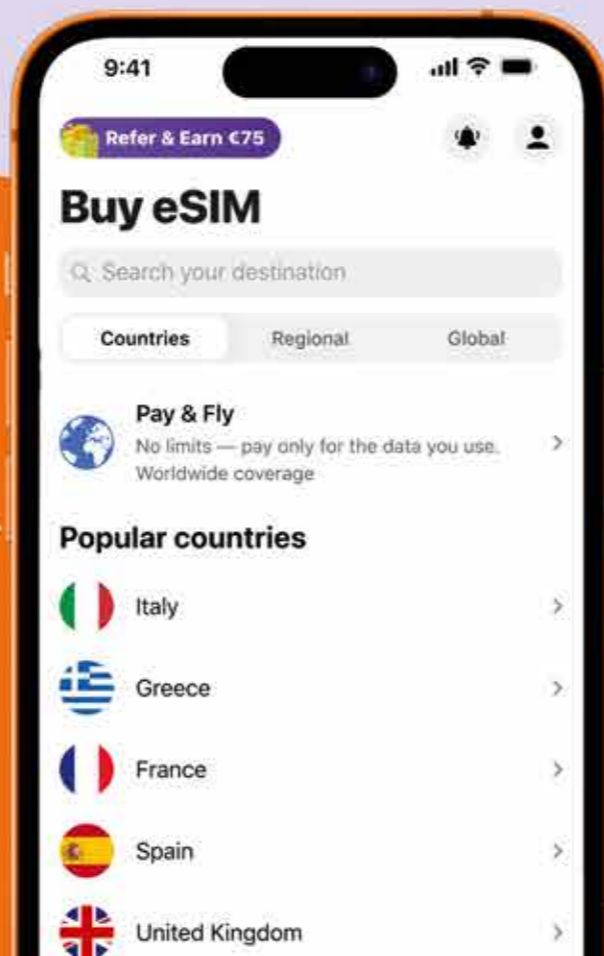 9:41
Refer & Earn €75
Buy eSIM
Search your destination
Countries Regional Global
Pay & Fly
No limits — pay only for the data you use.
Worldwide coverage
Popular countries
Italy
Greece
France
Spain
United Kingdom